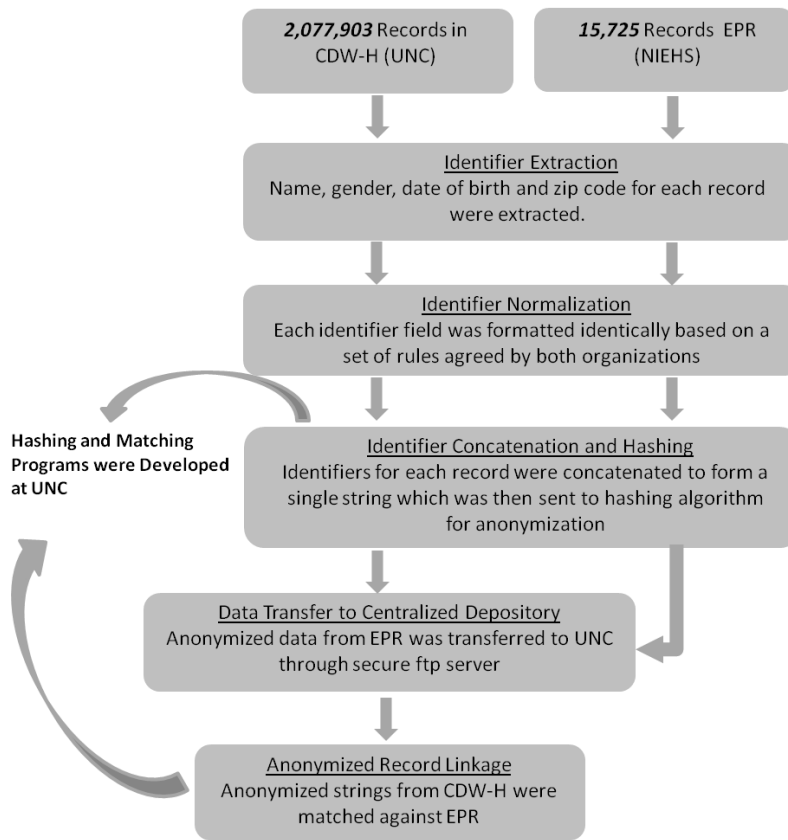 2,077,903 Records in
CDW-H (UNC)
15,725 Records EPR
(NIEHS)
Identifier Extraction
Name, gender, date of birth and zip code for each record
were extracted.
Identifier Normalization
Each identifier field was formatted identically based on a
set of rules agreed by both organizations
Hashing and Matching
Programs were Developed
at UNC
Identifier Concatenation and Hashing
Identifiers for each record were concatenated to form a
single string which was then sent to hashing algorithm
for anonymization
Data Transfer to Centralized Depository
Anonymized data from EPR was transferred to UNC
through secure ftp server
Anonymized Record Linkage
Anonymized strings from CDW-H were
matched against EPR